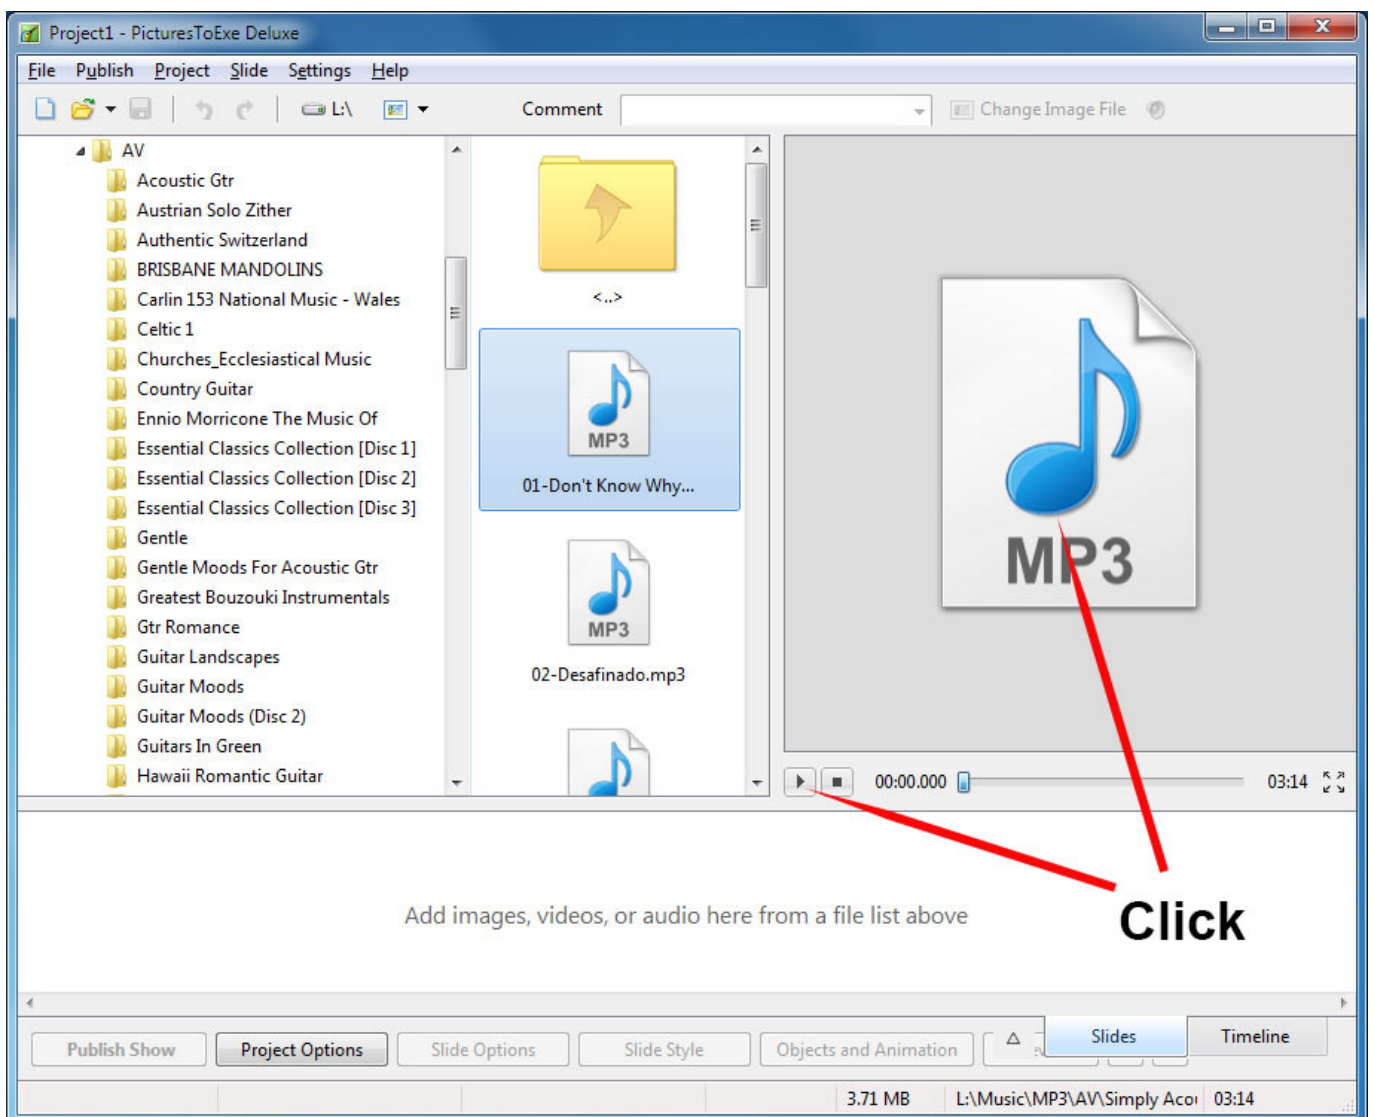 Project1 - PicturesToExe Deluxe
File Publish Project Slide Settings Help
L:\ Comment Change Image File
AV
Acoustic Gtr
Austrian Solo Zither
Authentic Switzerland
BRISBANE MANDOLINS
Carlin 153 National Music - Wales
Celtic 1
Churches_Ecclesiastical Music
Country Guitar
Ennio Morricone The Music Of
Essential Classics Collection [Disc 1]
Essential Classics Collection [Disc 2]
Essential Classics Collection [Disc 3]
Gentle
Gentle Moods For Acoustic Gtr
Greatest Bouzouki Instrumentals
Gtr Romance
Guitar Landscapes
Guitar Moods
Guitar Moods (Disc 2)
Guitars In Green
Hawaii Romantic Guitar
<..>
MP3
01-Don't Know Why...
MP3
02-Desafinado.mp3
MP3
00:00.000 03:14
Click
Add images, videos, or audio here from a file list above
Publish Show Project Options Slide Options Slide Style Objects and Animation Slides Timeline
3.71 MB L:\Music\MP3\AV\Simply Aco 03:14